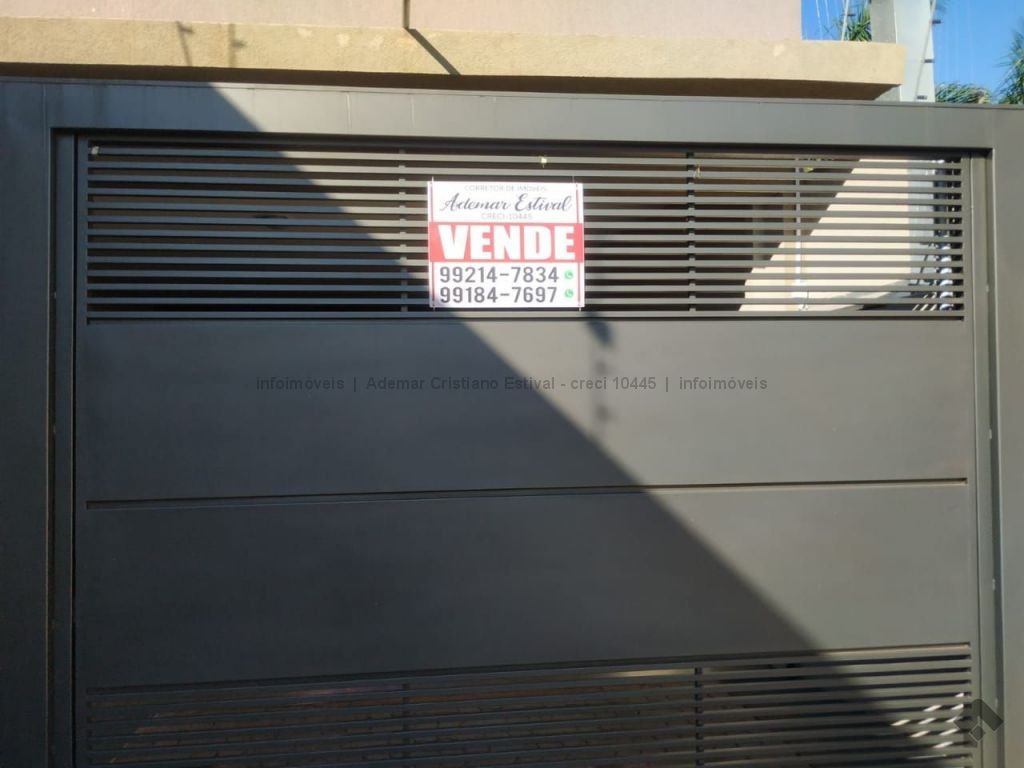 CORRETOR DE IMÓVEIS
Ademar Estival
CRECI-10445
VENDE
99214-7834
99184-7697
infoimóveis | Ademar Cristiano Estival - creci 10445 | infoimóveis